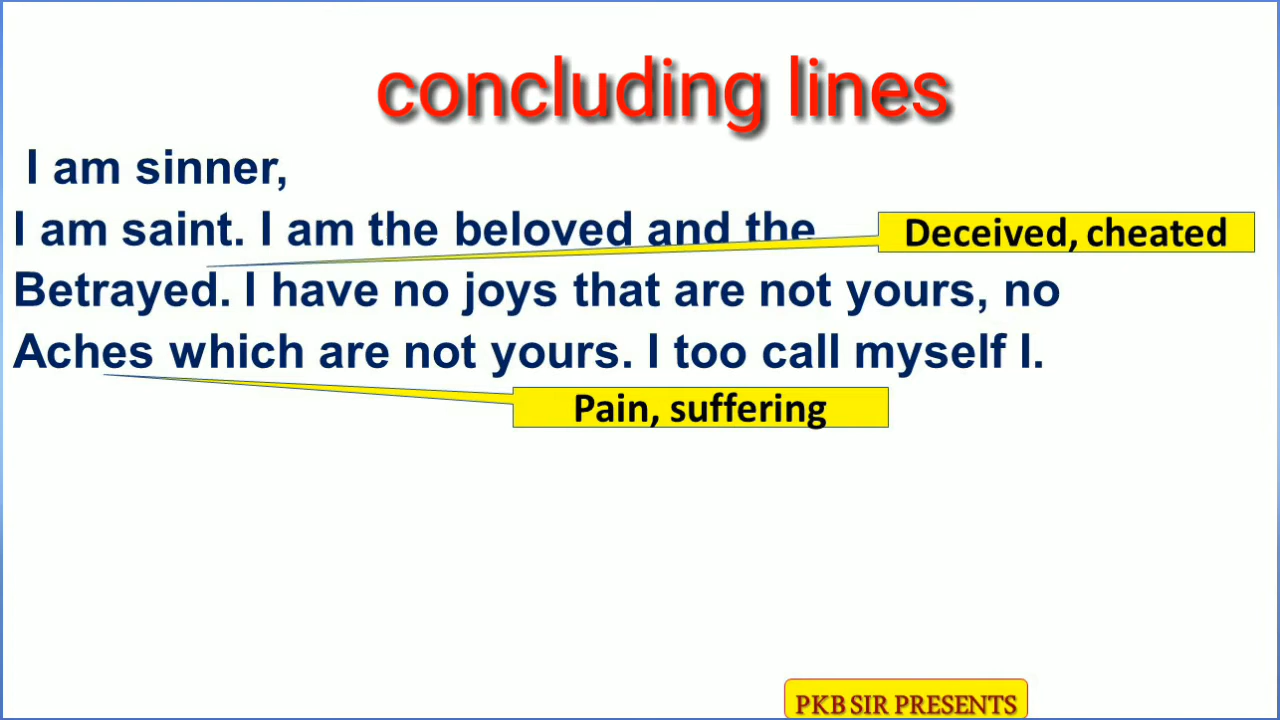 concluding lines
I am sinner,
I am saint. I am the beloved and the
Deceived, cheated
Betrayed. I have no joys that are not yours, no
Aches which are not yours. I too call myself I.
Pain, suffering
PKB SIR PRESENTS